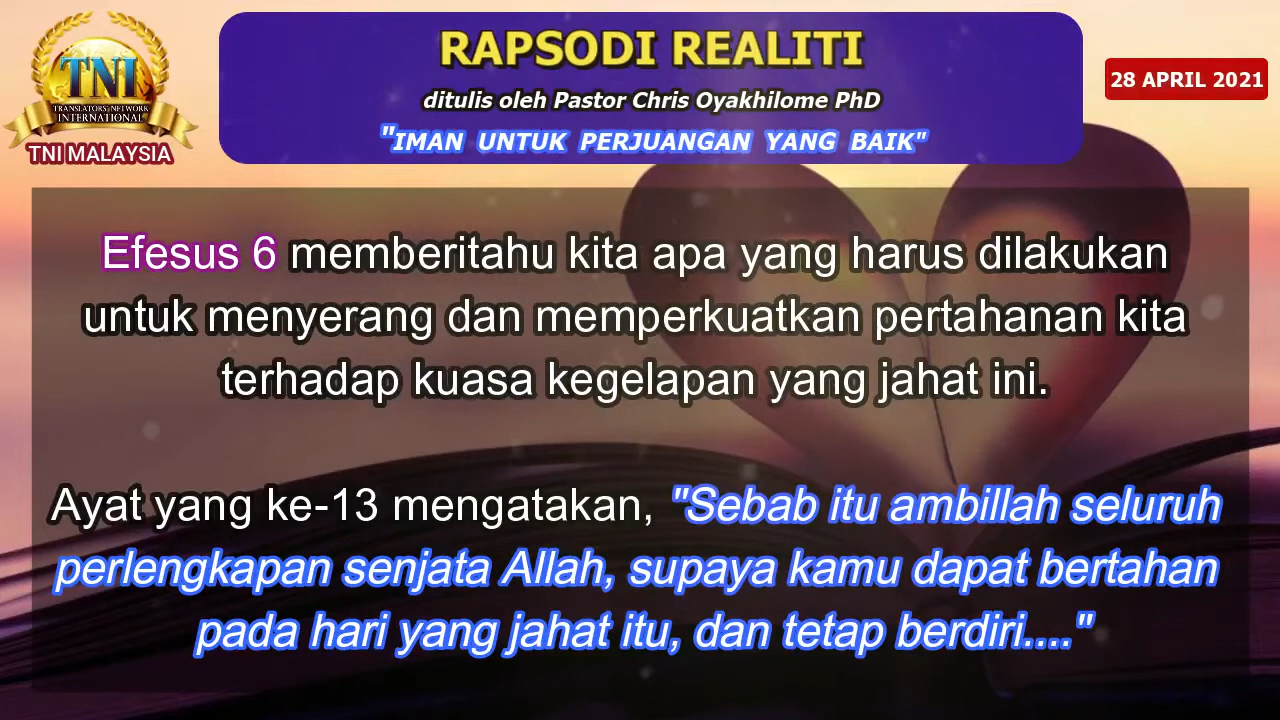 TNI
TRANSLATORS' NETWORK
INTERNATIONAL
TNI MALAYSIA
RAPSODI REALITI
ditulis oleh Pastor Chris Oyakhilome PhD
"IMAN UNTUK PERJUANGAN YANG BAIK"
28 APRIL 2021
Efesus 6 memberitahu kita apa yang harus dilakukan
untuk menyerang dan memperkuatkan pertahanan kita
terhadap kuasa kegelapan yang jahat ini.
Ayat yang ke-13 mengatakan, "Sebab itu ambillah seluruh
perlengkapan senjata Allah, supaya kamu dapat bertahan
pada hari yang jahat itu, dan tetap berdiri...."